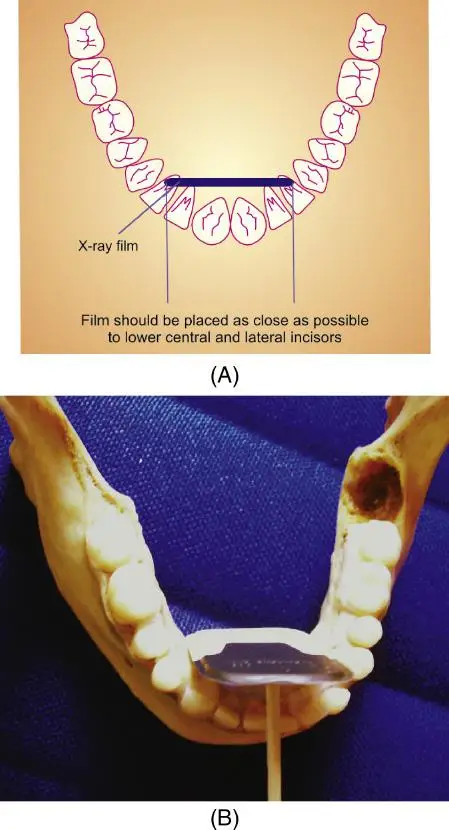 X-ray film
Film should be placed as close as possible
to lower central and lateral incisors
(A)
(B)